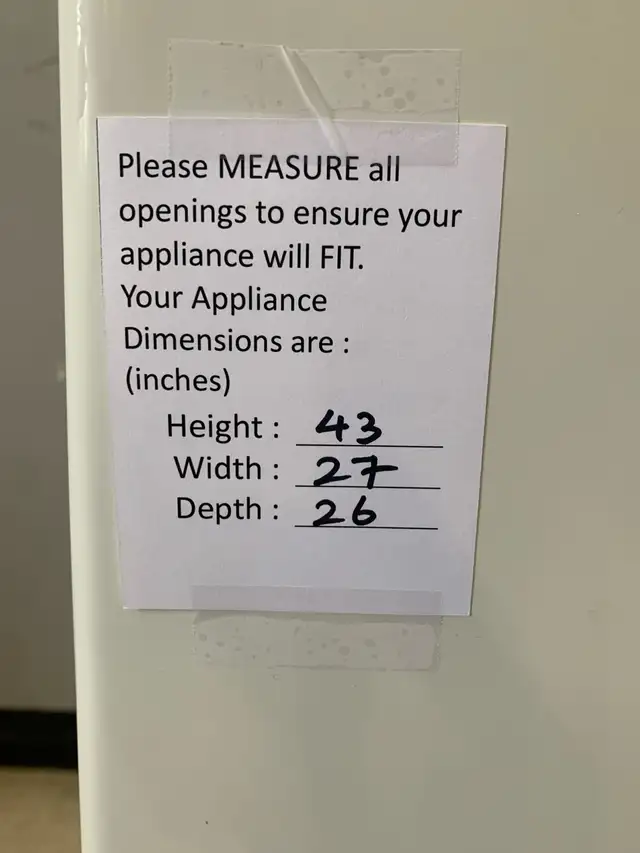 Please MEASURE all
openings to ensure your
appliance will FIT.
Your Appliance
Dimensions are :
(inches)
Height : 43
Width : 27
Depth : 26